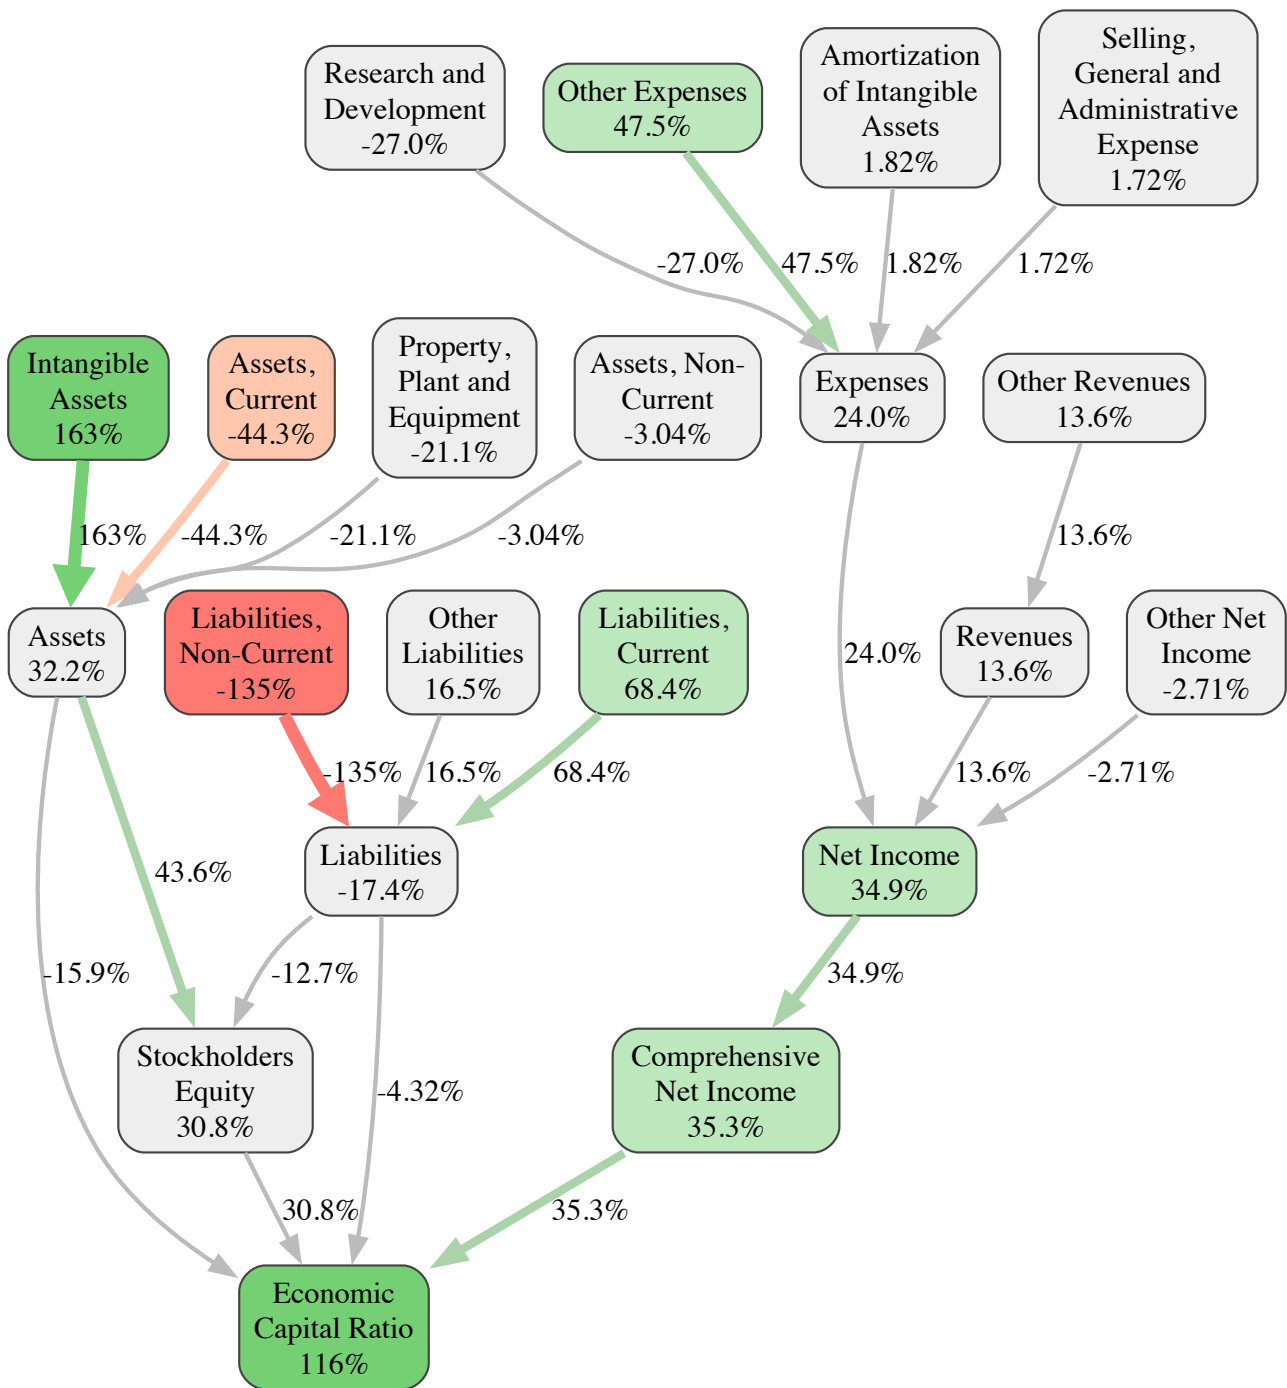 Research and
Development
-27.0%
Other Expenses
47.5%
Amortization
of Intangible
Assets
1.82%
Selling,
General and
Administrative
Expense
1.72%
-27.0%
47.5%
1.82%
1.72%
Intangible
Assets
163%
Assets,
Current
-44.3%
Property,
Plant and
Equipment
-21.1%
Assets, Non-
Current
-3.04%
Expenses
24.0%
Other Revenues
13.6%
163%
-44.3%
-21.1%
-3.04%
13.6%
Assets
32.2%
Liabilities,
Non-Current
-135%
Other
Liabilities
16.5%
Liabilities,
Current
68.4%
24.0%
Revenues
13.6%
Other Net
Income
-2.71%
-135%
16.5%
68.4%
13.6%
-2.71%
43.6%
Liabilities
-17.4%
Net Income
34.9%
-15.9%
-12.7%
34.9%
Stockholders
Equity
30.8%
-4.32%
Comprehensive
Net Income
35.3%
30.8%
35.3%
Economic
Capital Ratio
116%